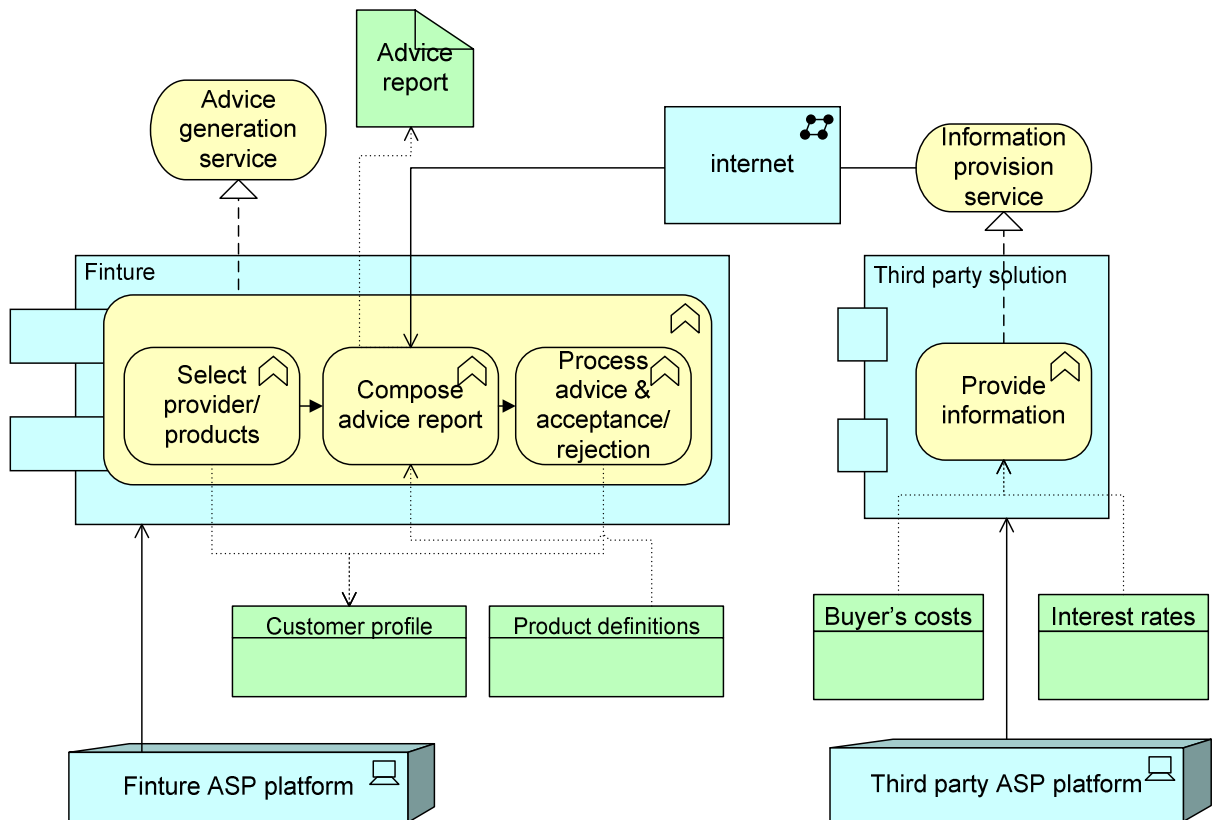 Advice
report
Advice
generation
service
internet
Information
provision
service
Finture
Third party solution
Select
provider/
products
Compose
advice report
Process
advice &
acceptance/
rejection
Provide
information
Customer profile
Product definitions
Buyer's costs
Interest rates
Finture ASP platform
Third party ASP platform